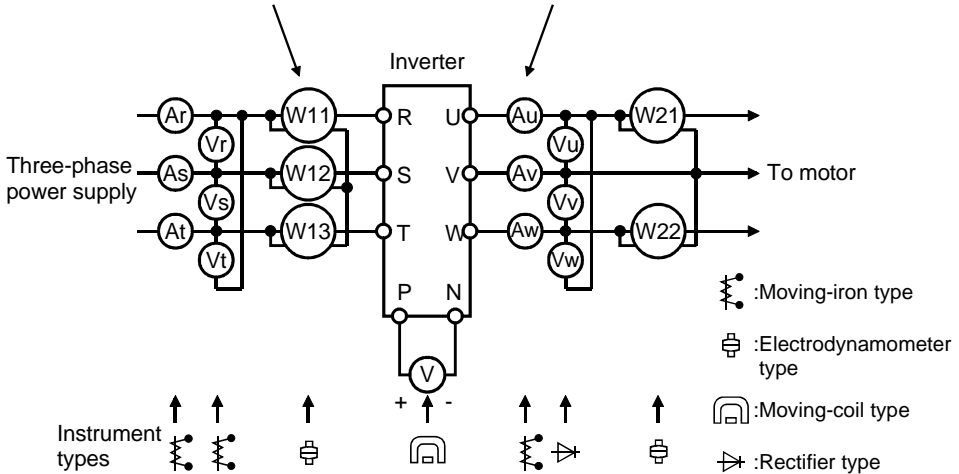 Inverter
Ar W11 R U Au W21
Vr Vu
Three-phase
power supply
As W12 S V Av To motor
Vs Vv
At W13 T W Aw W22
Vt Vw
P N
:Moving-iron type
:Electrodynamometer
type
V
+ -
:Moving-coil type
Instrument
types
:Rectifier type